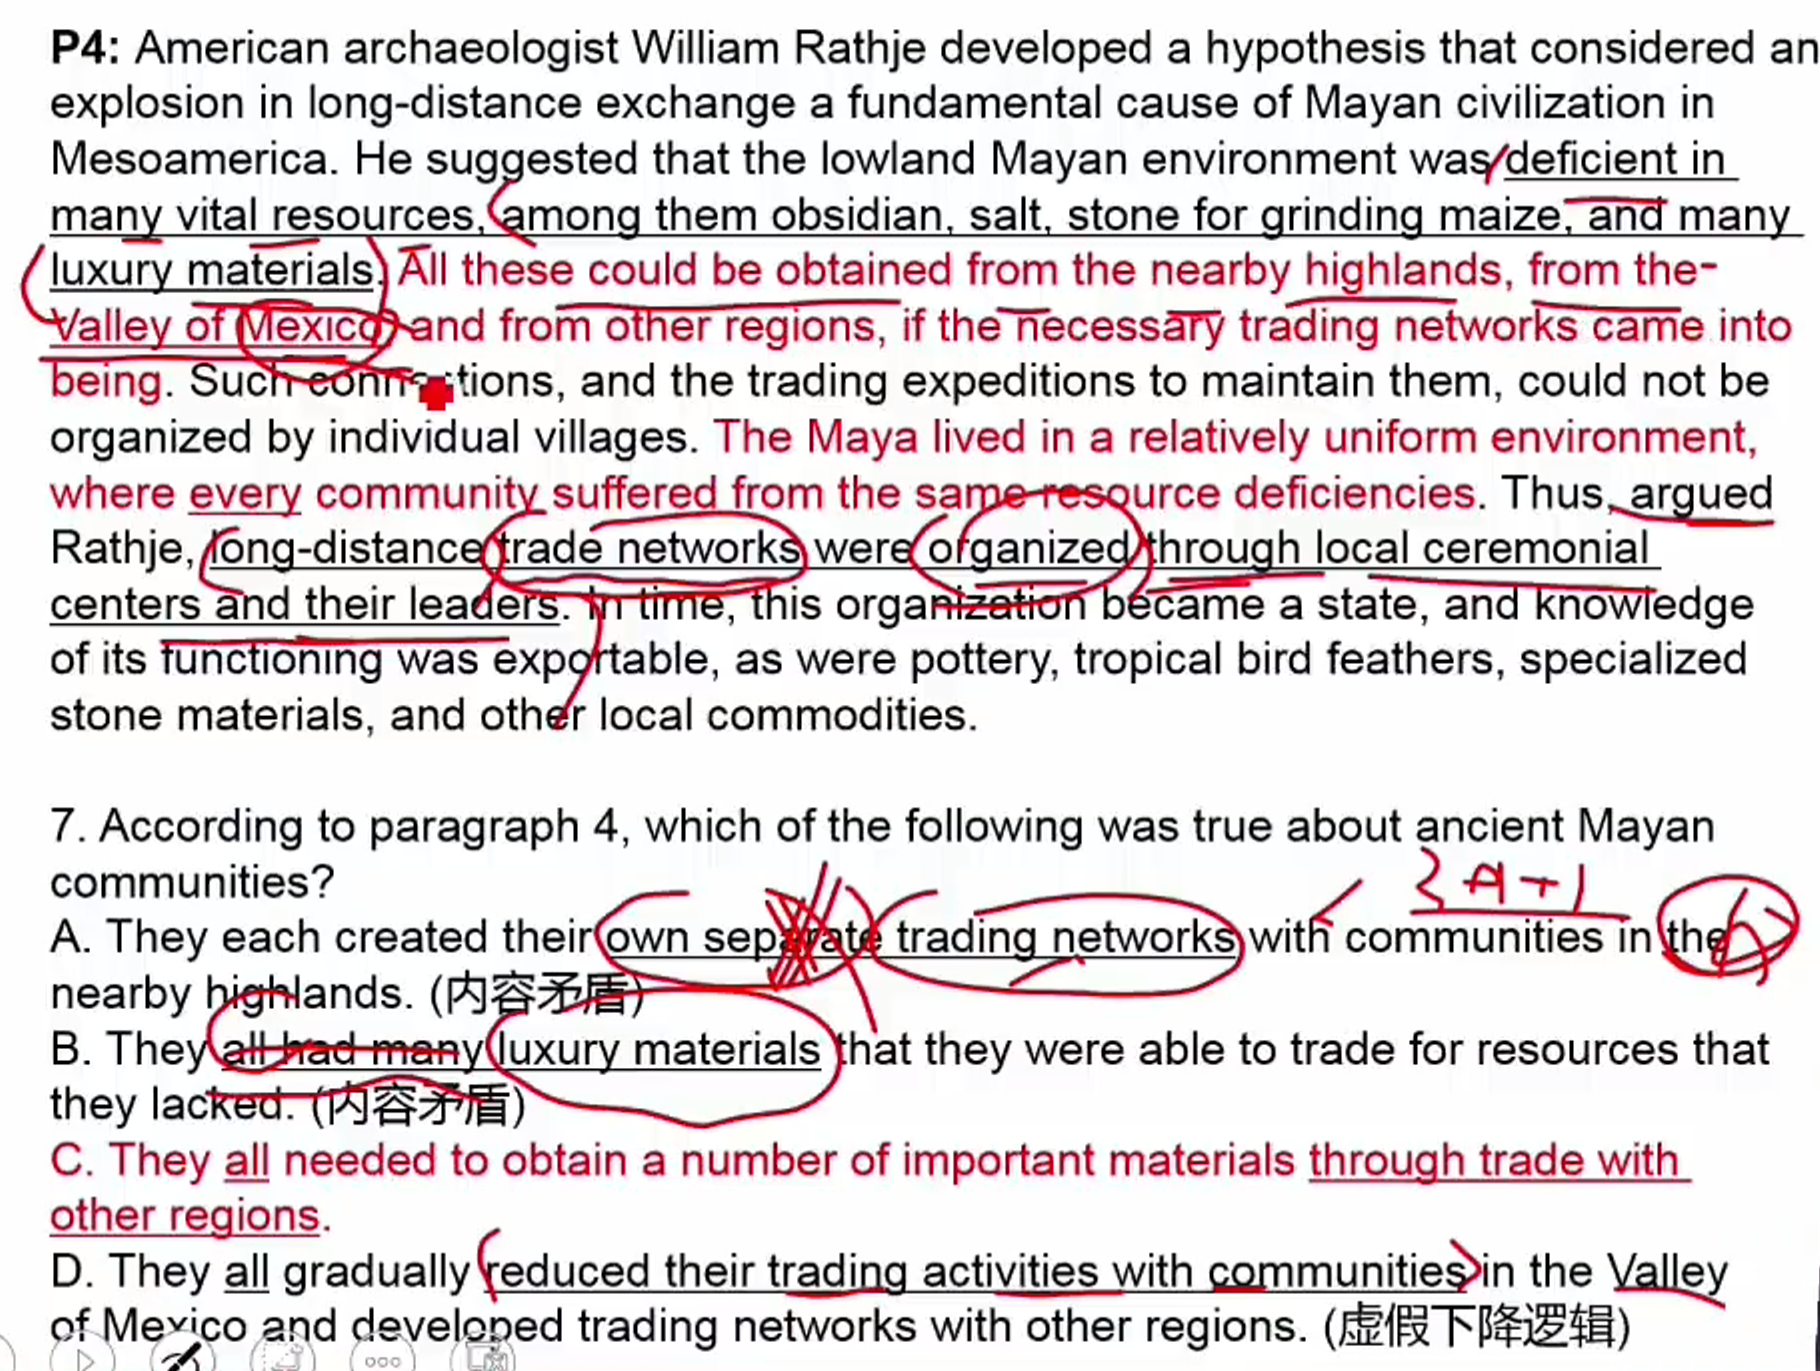 P4: American archaeologist William Rathje developed a hypothesis that considered an
explosion in long-distance exchange a fundamental cause of Mayan civilization in
Mesoamerica. He suggested that the lowland Mayan environment was deficient in
many vital resources, among them obsidian, salt, stone for grinding maize, and many
luxury materials. All these could be obtained from the nearby highlands, from the
Valley of Mexico, and from other regions, if the necessary trading networks came into
being. Such connections, and the trading expeditions to maintain them, could not be
organized by individual villages. The Maya lived in a relatively uniform environment,
where every community suffered from the same resource deficiencies. Thus, argued
Rathje, long-distance trade networks were organized through local ceremonial
centers and their leaders. In time, this organization became a state, and knowledge
of its functioning was exportable, as were pottery, tropical bird feathers, specialized
stone materials, and other local commodities.
7. According to paragraph 4, which of the following was true about ancient Mayan
communities?
3A+1
A. They each created their own separate trading networks with communities in the
nearby highlands. (内容矛盾)
B. They all had many luxury materials that they were able to trade for resources that
they lacked. (内容矛盾)
C. They all needed to obtain a number of important materials through trade with
other regions.
D. They all gradually reduced their trading activities with communities in the Valley
of Mexico and developed trading networks with other regions. (虚假下降逻辑)